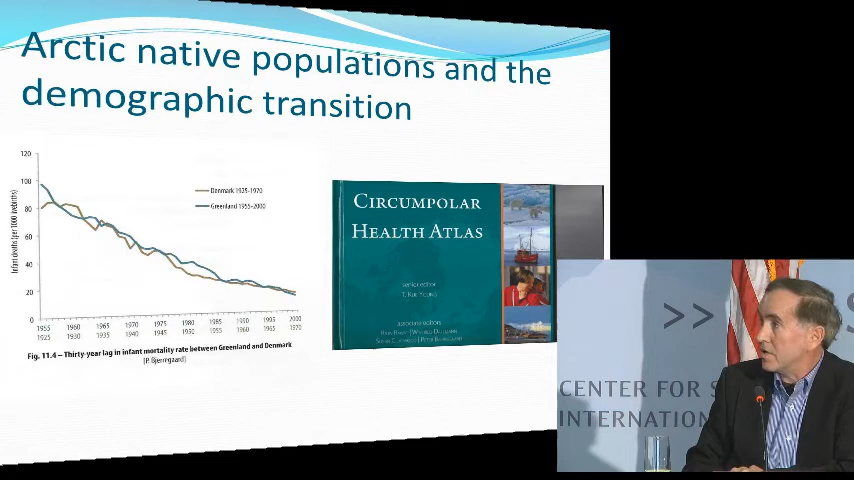 Arctic native populations and the
demographic transition
120
100
80
60
40
20
0
Infant deaths (per 1000 livebirths)
Denmark 1925-1970
Greenland 1955-2000
1955 1960 1965 1970 1975 1980 1985 1990 1995 2000
1925 1930 1935 1940 1945 1950 1955 1960 1965 1970
Fig. 11.4 – Thirty-year lag in infant mortality rate between Greenland and Denmark
[P. Bjerregaard]
CIRCUMPOLAR
HEALTH ATLAS
senior editor
T. KUE YOUNG
associate editors
>> S
CENTER FOR S
INTERNATION